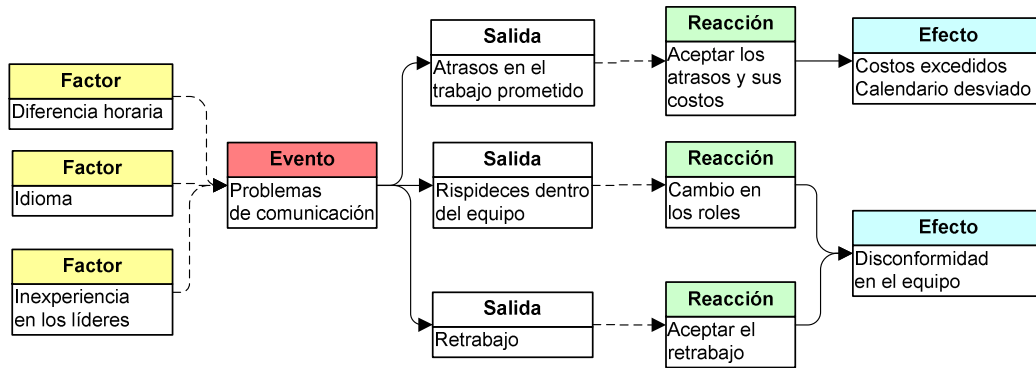 Factor
Diferencia horaria
Factor
Idioma
Factor
Inexperiencia
en los líderes
Evento
Problemas
de comunicación
Salida
Atrasos en el
trabajo prometido
Salida
Rispideces dentro
del equipo
Salida
Retrabajo
Reacción
Aceptar los
atrasos y sus
costos
Reacción
Cambio en
los roles
Reacción
Aceptar el
retrabajo
Efecto
Costos excedidos
Calendario desviado
Efecto
Disconformidad
en el equipo